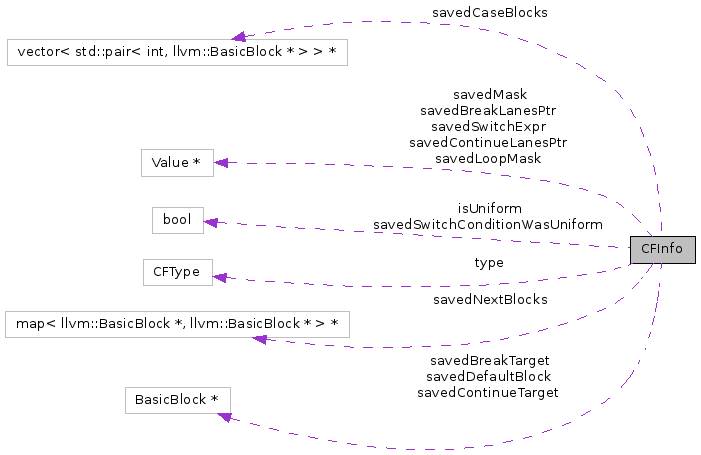 savedCaseBlocks
vector< std::pair< int, llvm::BasicBlock * > > *
savedMask
savedBreakLanesPtr
savedSwitchExpr
savedContinueLanesPtr
savedLoopMask
Value *
isUniform
savedSwitchConditionWasUniform
bool
CFInfo
type
CFType
savedNextBlocks
map< llvm::BasicBlock *, llvm::BasicBlock * > *
savedBreakTarget
savedDefaultBlock
savedContinueTarget
BasicBlock *